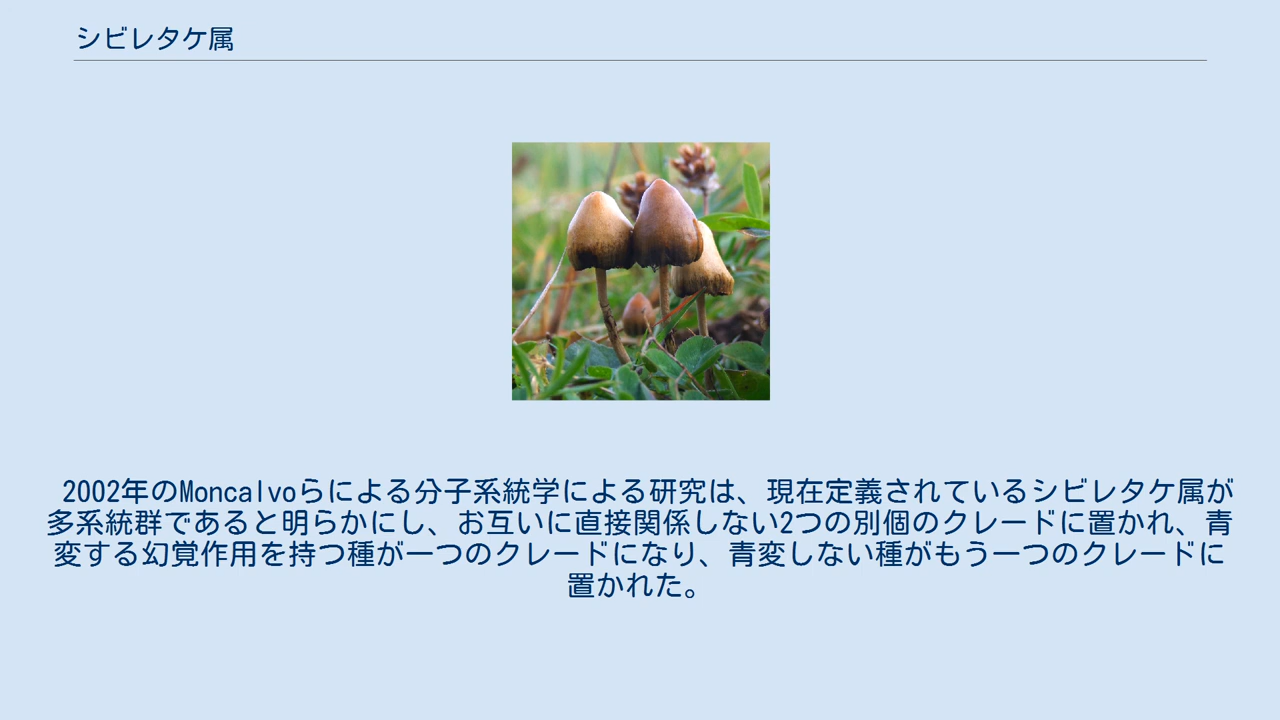 シビレタケ属
2002年のMoncalvoらによる分子系統学による研究は、現在定義されているシビレタケ属が
多系統群であると明らかにし、お互いに直接関係しない2つの別個のクレードに置かれ、青
変する幻覚作用を持つ種が一つのクレードになり、青変しない種がもう一つのクレードに
置かれた。